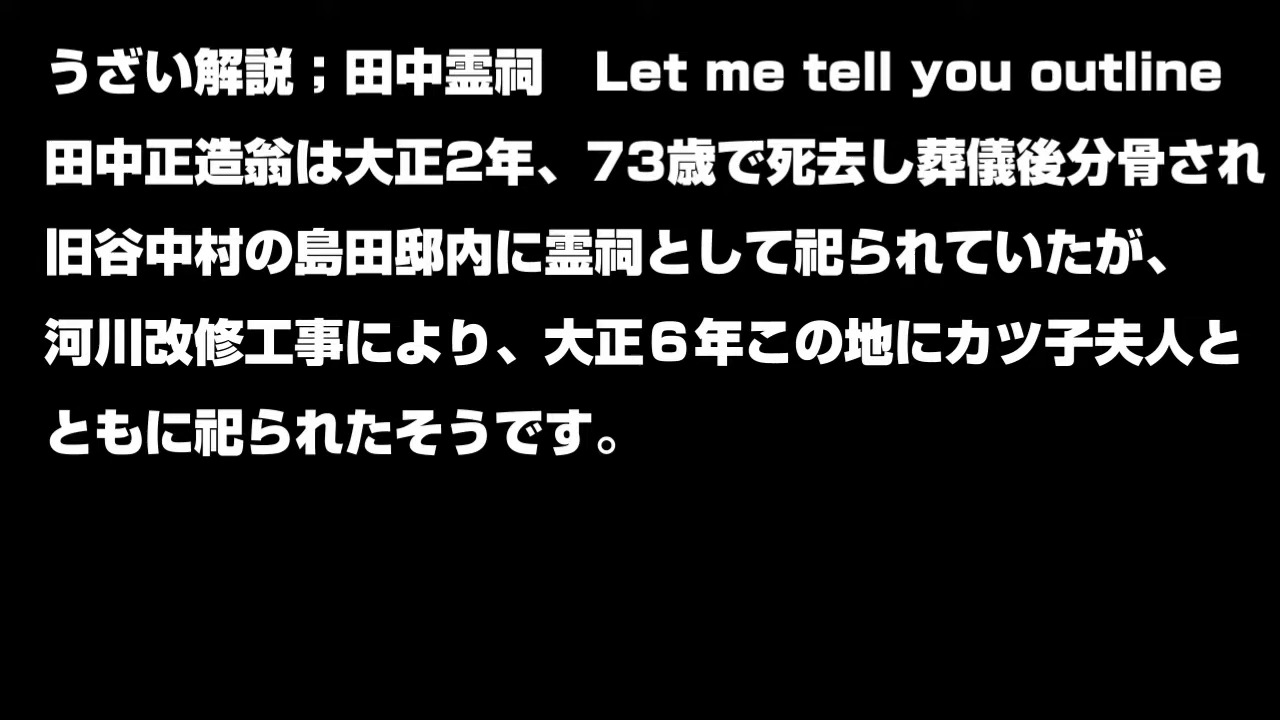 うざい解説；田中霊祠　Let me tell you outline
田中正造翁は大正2年、73歳で死去し葬儀後分骨され
旧谷中村の島田邸内に霊祠として祀られていたが、
河川改修工事により、大正６年この地にカツ子夫人と
ともに祀られたそうです。